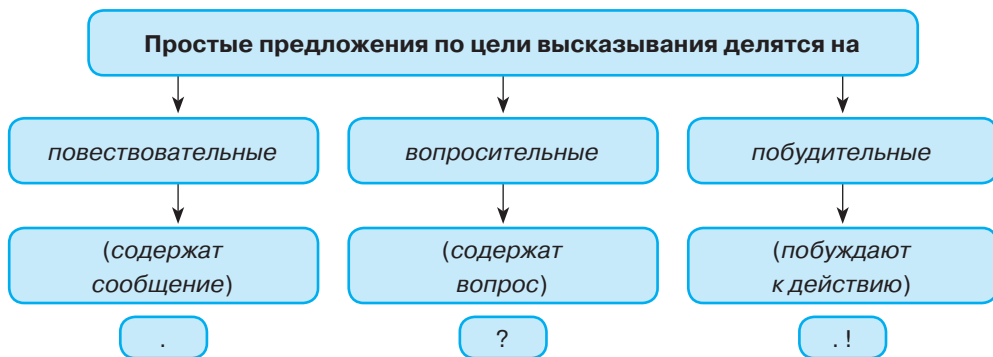 Простые предложения по цели высказывания делятся на
повествовательные
вопросительные
побудительные
(содержат
сообщение)
(содержат
вопрос)
(побуждают
к действию)
.
?
. !